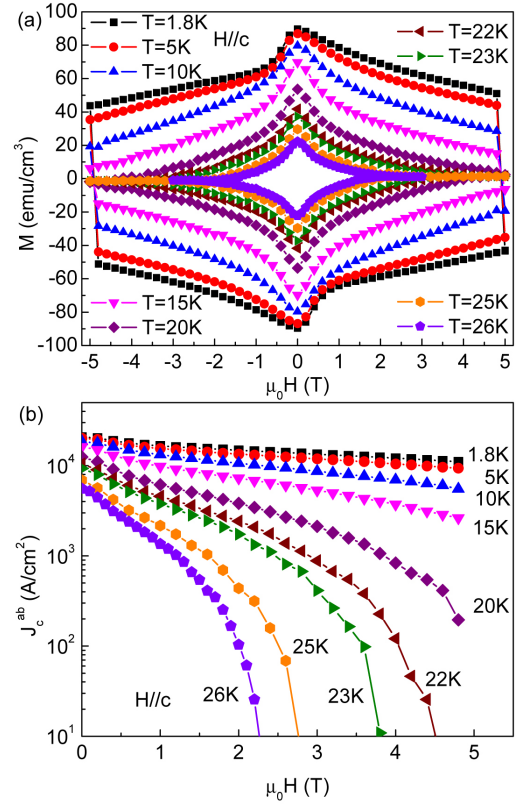 (a)
T=1.8K H//c T=22K
T=5K T=23K
T=10K
100
80
60
40
20
0
-20
-40
-60
-80
-100
M (emu/cm³)
T=15K T=25K
T=20K T=26K
-5 -4 -3 -2 -1 0 1 2 3 4 5
μ₀H (T)
(b)
10⁴
10³
10²
10¹
J_c^ab (A/cm²)
1.8K
5K
10K
15K
20K
25K
22K
26K
23K
H//c
0 1 2 3 4 5
μ₀H (T)